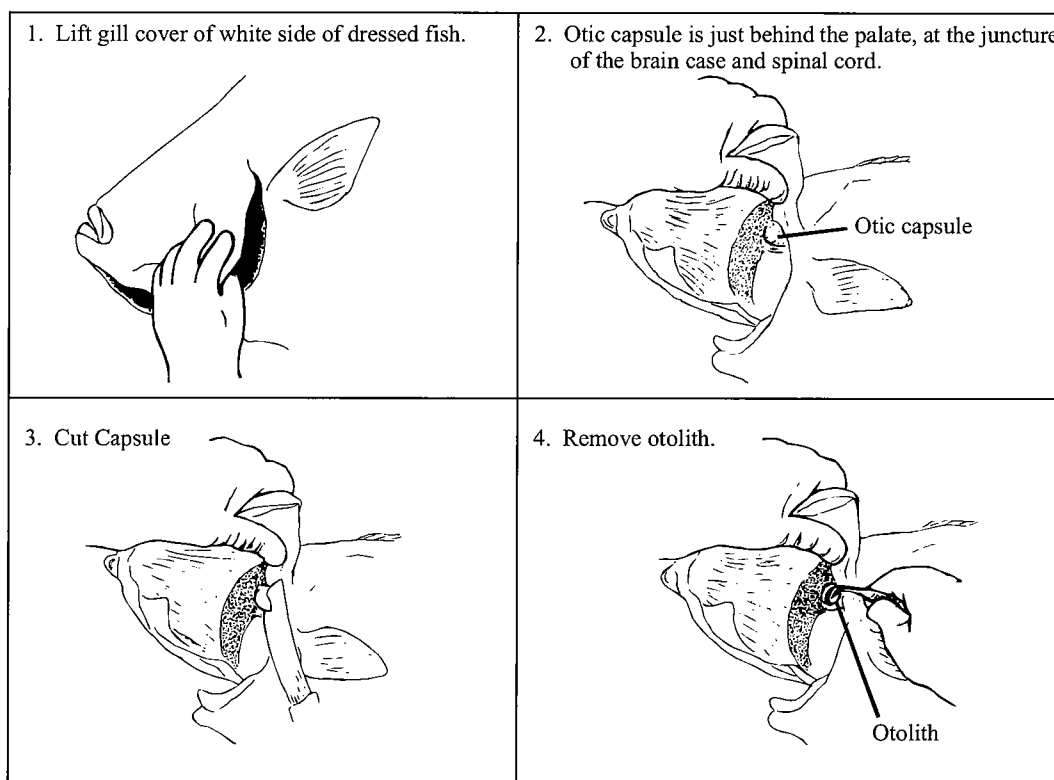 1. Lift gill cover of white side of dressed fish.
2. Otic capsule is just behind the palate, at the juncture
of the brain case and spinal cord.
Otic capsule
3. Cut Capsule
4. Remove otolith.
Otolith